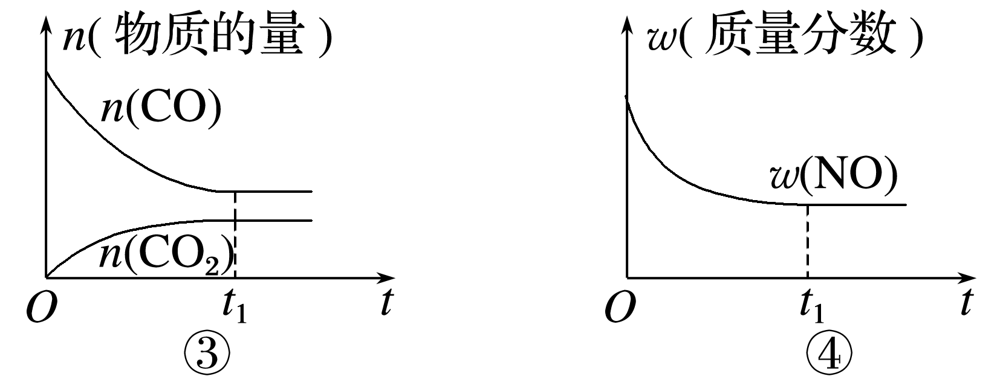 n(物质的量)
n(CO)
n(CO₂)
O t₁ t
③
w(质量分数)
w(NO)
O t₁ t
④